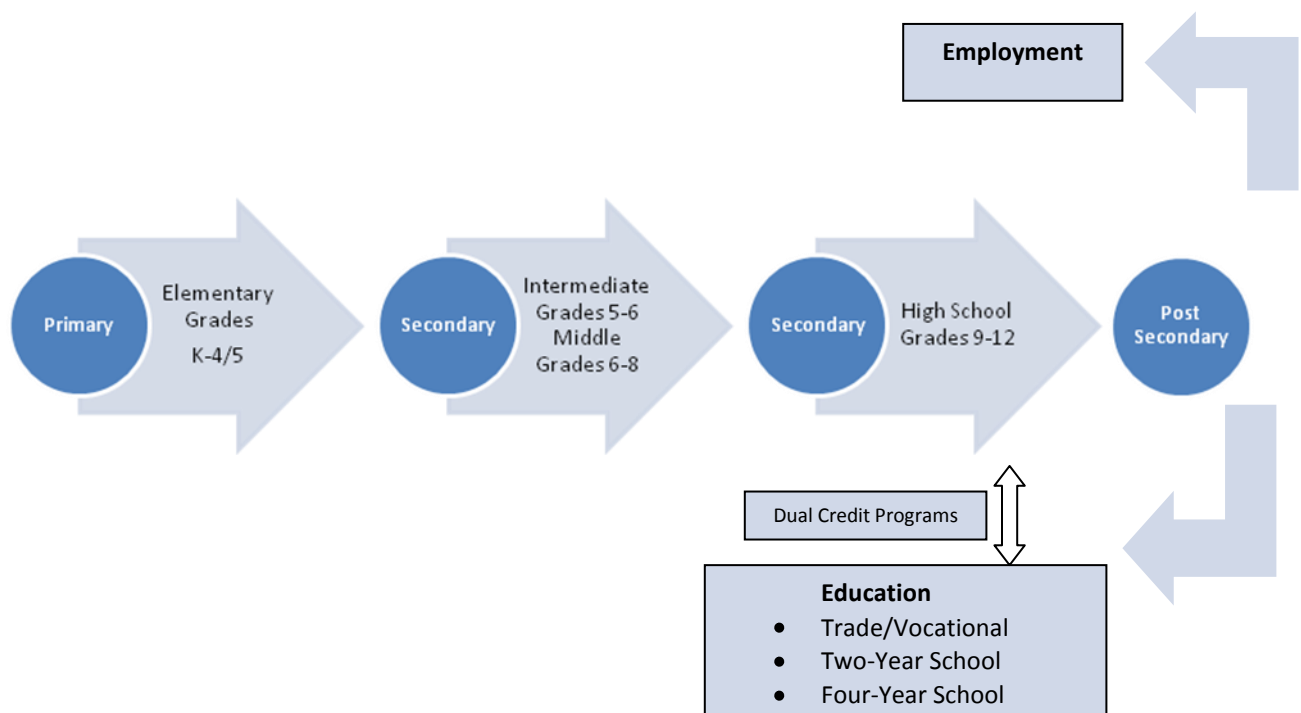 Employment
Primary
Elementary
Grades
K-4/5
Secondary
Intermediate
Grades 5-6
Middle
Grades 6-8
Secondary
High School
Grades 9-12
Post
Secondary
Dual Credit Programs
Education
• Trade/Vocational
• Two-Year School
• Four-Year School